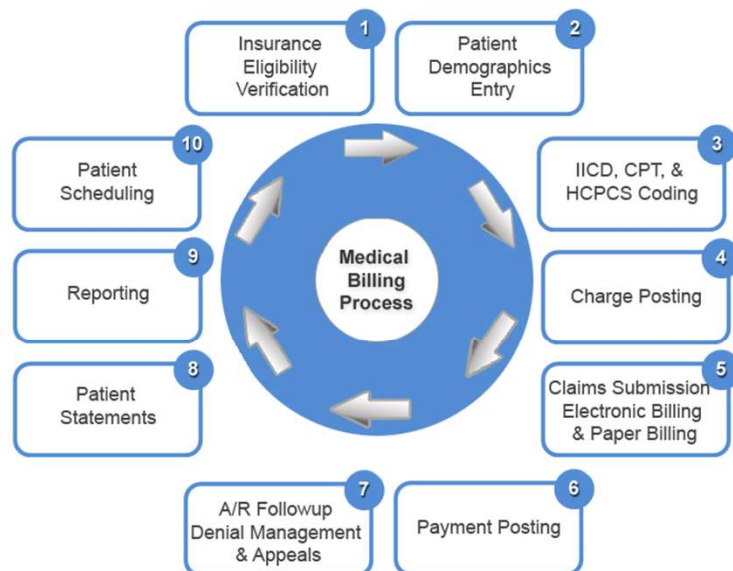 1
Insurance
Eligibility
Verification
2
Patient
Demographics
Entry
3
IICD, CPT, &
HCPCS Coding
4
Charge Posting
5
Claims Submission
Electronic Billing
& Paper Billing
6
Payment Posting
7
A/R Followup
Denial Management
& Appeals
8
Patient
Statements
9
Reporting
10
Patient
Scheduling
Medical
Billing
Process